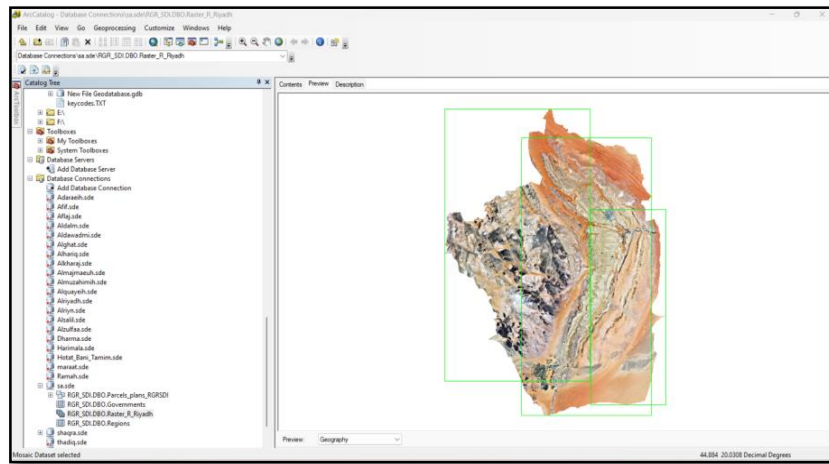 ArcCatalog - Database Connections\sa.sde\RGR_SDI.DBO.Raster_R_Riyadh
File Edit View Go Geoprocessing Customize Windows Help
Database Connections\sa.sde\RGR_SDI.DBO.Raster_R_Riyadh
Catalog Tree
Contents Preview Description
ArcToolbox
New File Geodatabase.gdb
keycodes.TXT
E:\
F:\
Toolboxes
My Toolboxes
System Toolboxes
Database Servers
Add Database Server
Database Connections
Add Database Connection
Adaraeih.sde
Afif.sde
Aflaj.sde
Aldalm.sde
Aldawadmi.sde
Alghat.sde
Alhariq.sde
Alkharaj.sde
Almajmaeuh.sde
Almuzahimih.sde
Alquayeih.sde
Alriyadh.sde
Alriyn.sde
Alsalil.sde
Alzulfaa.sde
Dharma.sde
Harimala.sde
Hotat_Bani_Tamim.sde
maraat.sde
Ramah.sde
sa.sde
RGR_SDI.DBO.Parcels_plans_RGRSDI
RGR_SDI.DBO.Governments
RGR_SDI.DBO.Raster_R_Riyadh
RGR_SDI.DBO.Regions
shaqra.sde
thadiq.sde
Preview: Geography
Mosaic Dataset selected
44.884 20.0308 Decimal Degrees